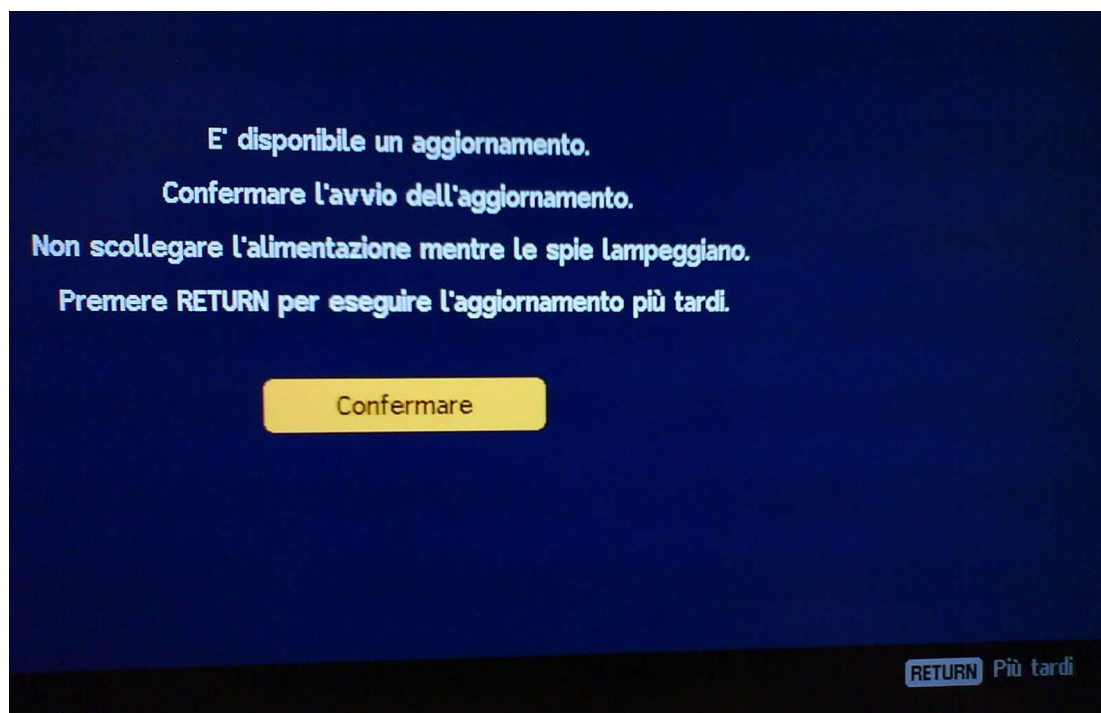 E' disponibile un aggiornamento.
Confermare l'avvio dell'aggiornamento.
Non scollegare l'alimentazione mentre le spie lampeggiano.
Premere RETURN per eseguire l'aggiornamento più tardi.
Confermare
RETURN Più tardi